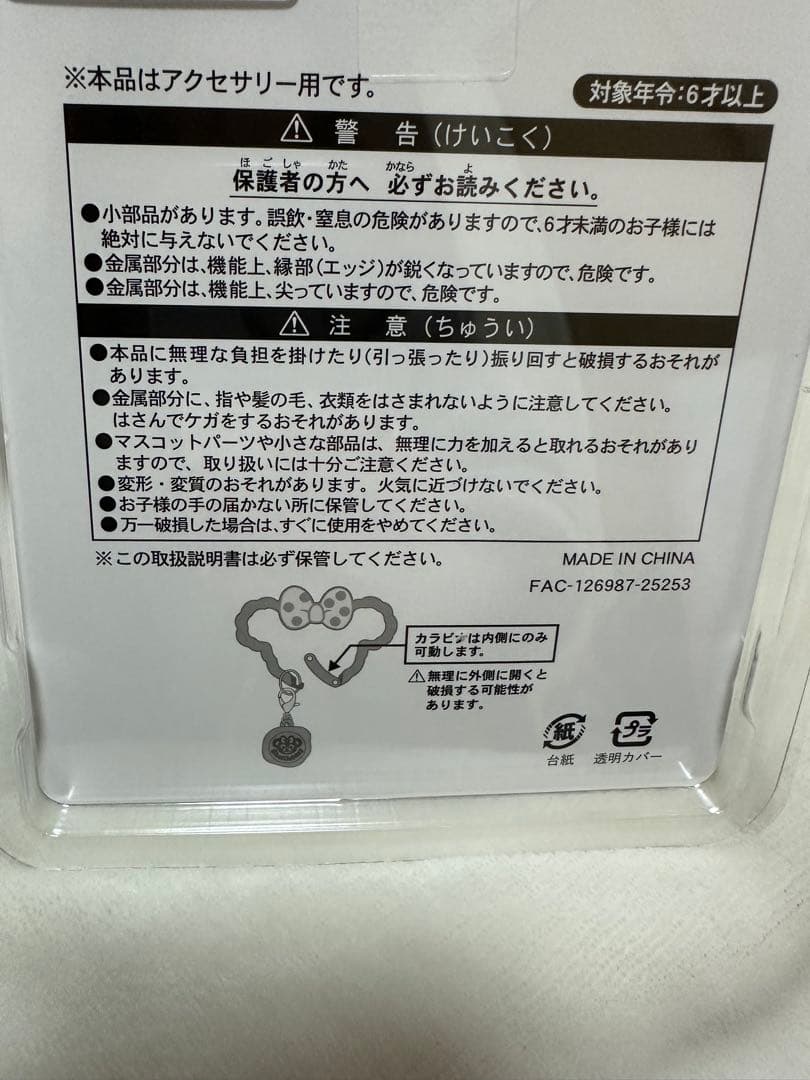 ※本品はアクセサリー用です。
対象年令：6才以上
警　告（けいこく）
ほごしゃ　かた　かなら　よ
保護者の方へ 必ずお読みください。
●小部品があります。誤飲・窒息の危険がありますので、6才未満のお子様には
絶対に与えないでください。
●金属部分は、機能上、縁部（エッジ）が鋭くなっていますので、危険です。
●金属部分は、機能上、尖っていますので、危険です。
注　意（ちゅうい）
●本品に無理な負担を掛けたり（引っ張ったり）振り回すと破損するおそれが
あります。
●金属部分に、指や髪の毛、衣類をはさまれないように注意してください。
はさんでケガをするおそれがあります。
●マスコットパーツや小さな部品は、無理に力を加えると取れるおそれがあり
ますので、取り扱いには十分ご注意ください。
●変形・変質のおそれがあります。火気に近づけないでください。
●お子様の手の届かない所に保管してください。
●万一破損した場合は、すぐに使用をやめてください。
※この取扱説明書は必ず保管してください。
MADE IN CHINA
FAC-126987-25253
カラビナは内側にのみ
可動します。
無理に外側に開くと
破損する可能性が
あります。
紙
プラ
台紙
透明カバー